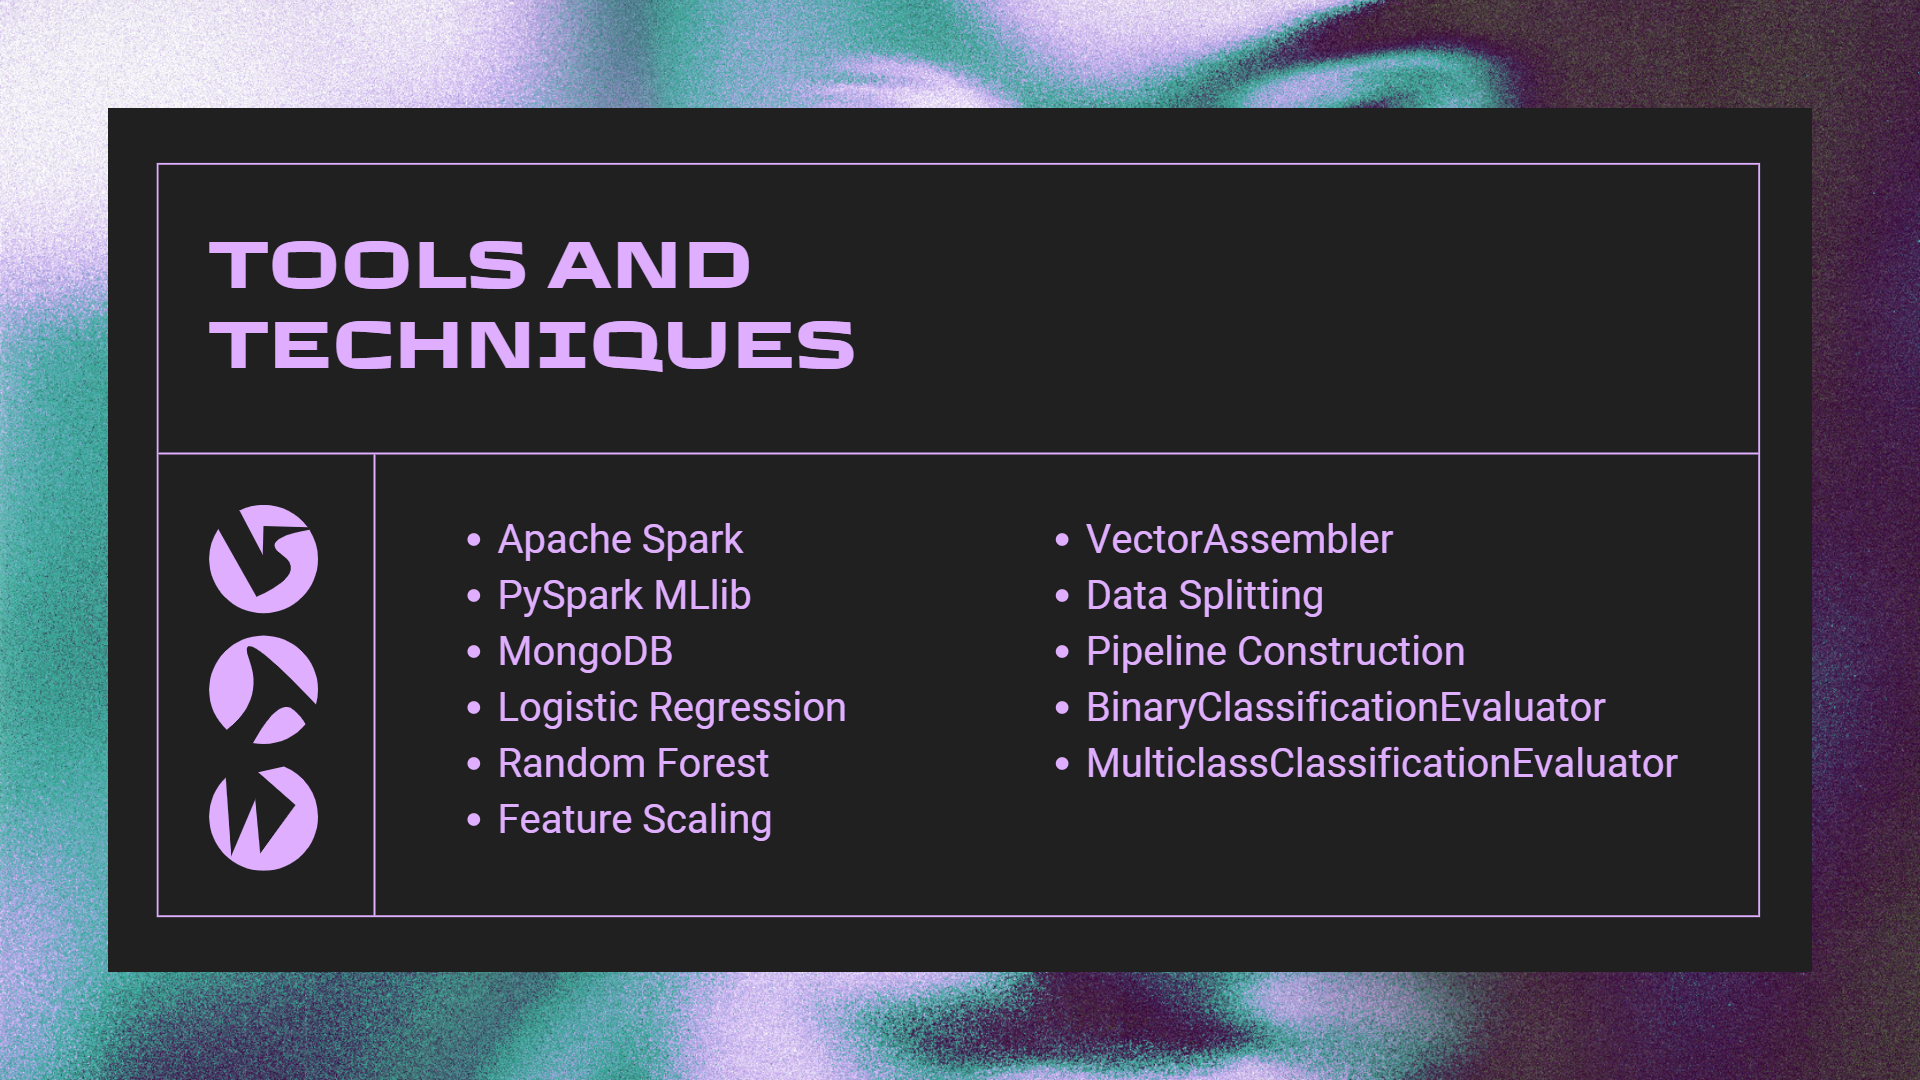 TOOLS AND
TECHNIQUES
• Apache Spark
• PySpark MLlib
• MongoDB
• Logistic Regression
• Random Forest
• Feature Scaling
• VectorAssembler
• Data Splitting
• Pipeline Construction
• BinaryClassificationEvaluator
• MulticlassClassificationEvaluator